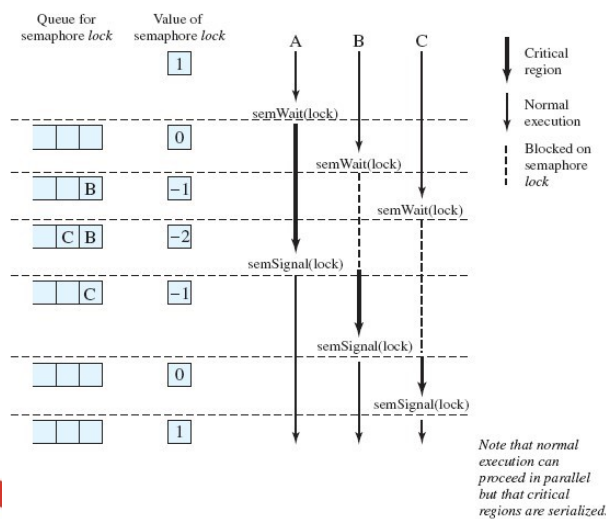 Queue for
semaphore lock
Value of
semaphore lock
A
B
C
1
Critical
region
Normal
execution
Blocked on
semaphore
lock
semWait(lock)
0
semWait(lock)
B
−1
semWait(lock)
C B
−2
semSignal(lock)
C
−1
semSignal(lock)
0
semSignal(lock)
1
Note that normal
execution can
proceed in parallel
but that critical
regions are serialized.